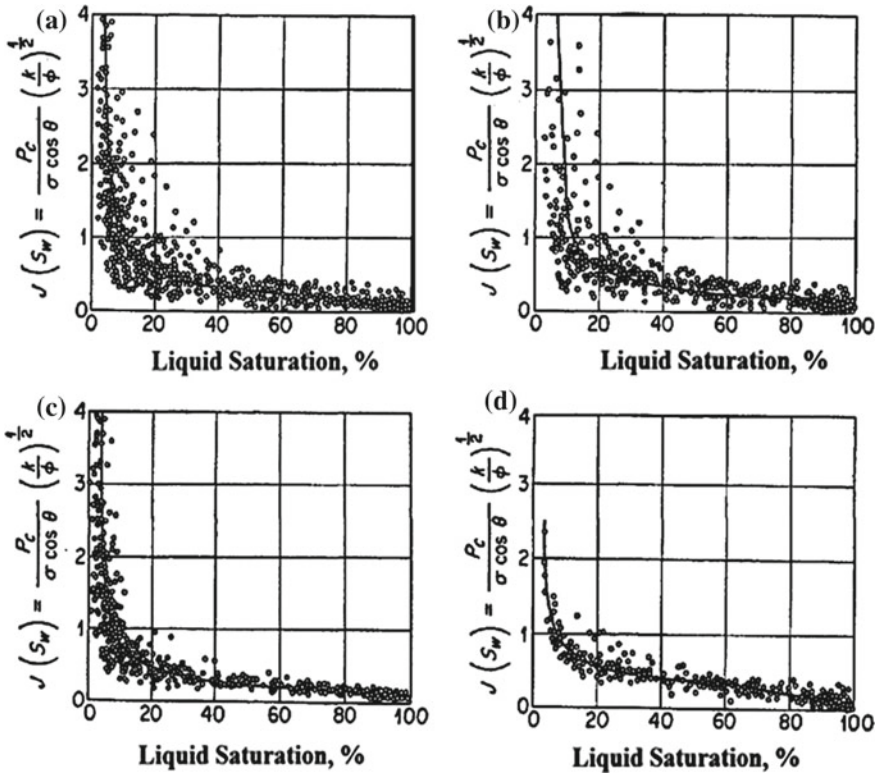 (a)
J (Sw) = Pc / σ cos θ (k/ϕ)^1/2
4
3
2
1
0
0 20 40 60 80 100
Liquid Saturation, %
(b)
J (Sw) = Pc / σ cos θ (k/ϕ)^1/2
4
3
2
1
0
0 20 40 60 80 100
Liquid Saturation, %
(c)
J (Sw) = Pc / σ cos θ (k/ϕ)^1/2
4
3
2
1
0
0 20 40 60 80 100
Liquid Saturation, %
(d)
J (Sw) = Pc / σ cos θ (k/ϕ)^1/2
4
3
2
1
0
0 20 40 60 80 100
Liquid Saturation, %